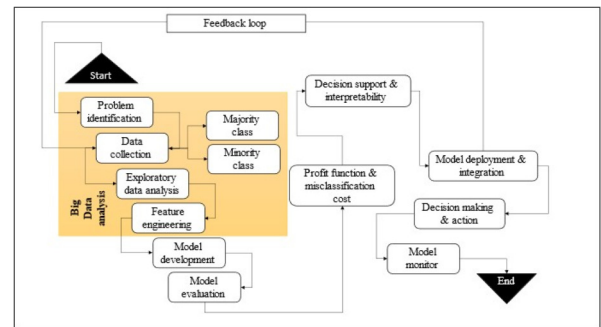 Feedback loop
Start
Problem
identification
Data
collection
Majority
class
Minority
class
Exploratory
data analysis
Feature
engineering
Big
Data
analysis
Model
development
Model
evaluation
Profit function &
misclassification
cost
Decision support &
interpretability
Model deployment &
integration
Decision making
& action
Model
monitor
End